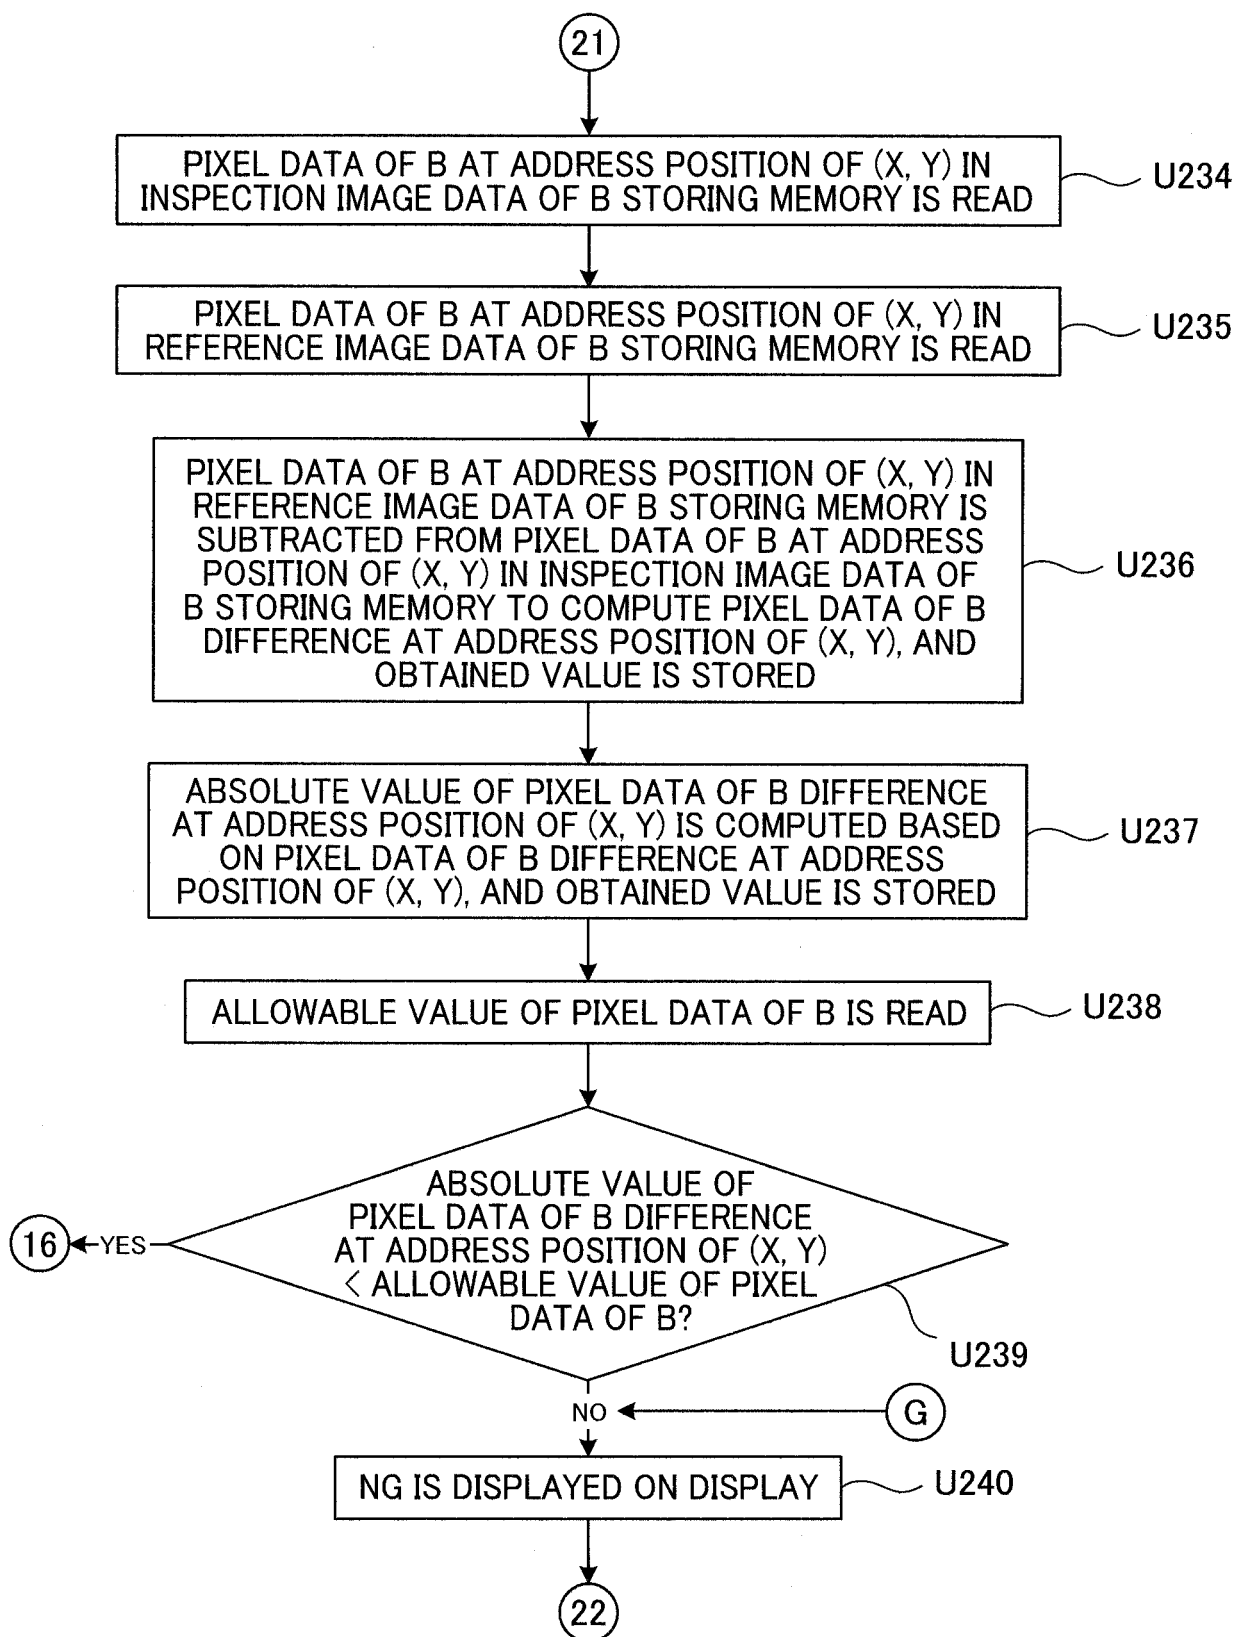 21
PIXEL DATA OF B AT ADDRESS POSITION OF (X, Y) IN
INSPECTION IMAGE DATA OF B STORING MEMORY IS READ
U234
PIXEL DATA OF B AT ADDRESS POSITION OF (X, Y) IN
REFERENCE IMAGE DATA OF B STORING MEMORY IS READ
U235
PIXEL DATA OF B AT ADDRESS POSITION OF (X, Y) IN
REFERENCE IMAGE DATA OF B STORING MEMORY IS
SUBTRACTED FROM PIXEL DATA OF B AT ADDRESS
POSITION OF (X, Y) IN INSPECTION IMAGE DATA OF
B STORING MEMORY TO COMPUTE PIXEL DATA OF B
DIFFERENCE AT ADDRESS POSITION OF (X, Y), AND
OBTAINED VALUE IS STORED
U236
ABSOLUTE VALUE OF PIXEL DATA OF B DIFFERENCE
AT ADDRESS POSITION OF (X, Y) IS COMPUTED BASED
ON PIXEL DATA OF B DIFFERENCE AT ADDRESS
POSITION OF (X, Y), AND OBTAINED VALUE IS STORED
U237
ALLOWABLE VALUE OF PIXEL DATA OF B IS READ
U238
ABSOLUTE VALUE OF
PIXEL DATA OF B DIFFERENCE
AT ADDRESS POSITION OF (X, Y)
< ALLOWABLE VALUE OF PIXEL
DATA OF B?
16
YES
U239
NO
G
NG IS DISPLAYED ON DISPLAY
U240
22